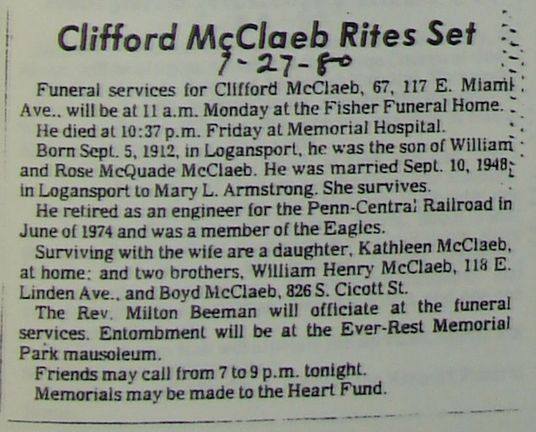 Clifford McClaeb Rites Set
7-27-80
Funeral services for Clifford McClaeb, 67, 117 E. Miami
Ave., will be at 11 a.m. Monday at the Fisher Funeral Home.
He died at 10:37 p.m. Friday at Memorial Hospital.
Born Sept. 5, 1912, in Logansport, he was the son of William
and Rose McQuade McClaeb. He was married Sept. 10, 1948,
in Logansport to Mary L. Armstrong. She survives.
He retired as an engineer for the Penn-Central Railroad in
June of 1974 and was a member of the Eagles.
Surviving with the wife are a daughter, Kathleen McClaeb,
at home; and two brothers, William Henry McClaeb, 118 E.
Linden Ave., and Boyd McClaeb, 826 S. Cicott St.
The Rev. Milton Beeman will officiate at the funeral
services. Entombment will be at the Ever-Rest Memorial
Park mausoleum.
Friends may call from 7 to 9 p.m. tonight.
Memorials may be made to the Heart Fund.